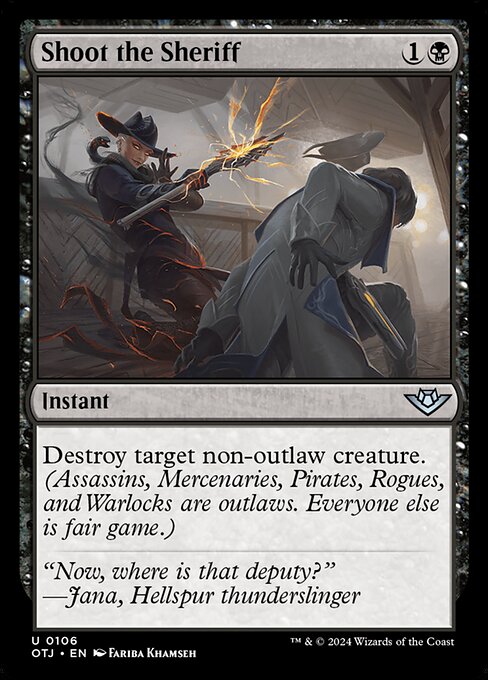 Shoot the Sheriff 1
Instant
Destroy target non-outlaw creature.
(Assassins, Mercenaries, Pirates, Rogues,
and Warlocks are outlaws. Everyone else
is fair game.)
“Now, where is that deputy?”
—Jana, Hellspur thunderslinger
U 0106
OTJ • EN Fariba Khamseh
™ & © 2024 Wizards of the Coast